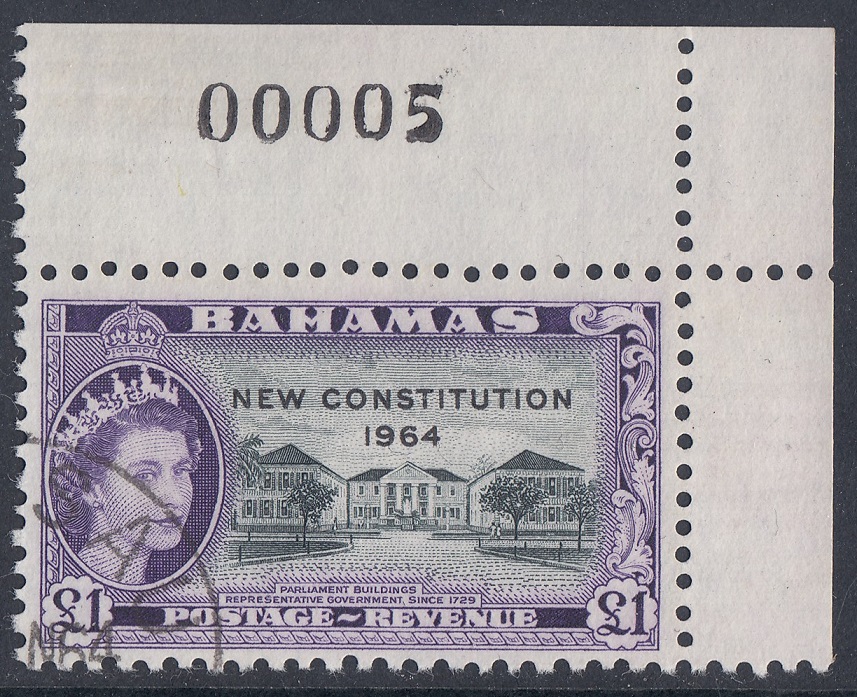 00005
BAHAMAS
NEW CONSTITUTION
1964
PARLIAMENT BUILDINGS
REPRESENTATIVE GOVERNMENT, SINCE 1729
£1 POSTAGE~REVENUE £1